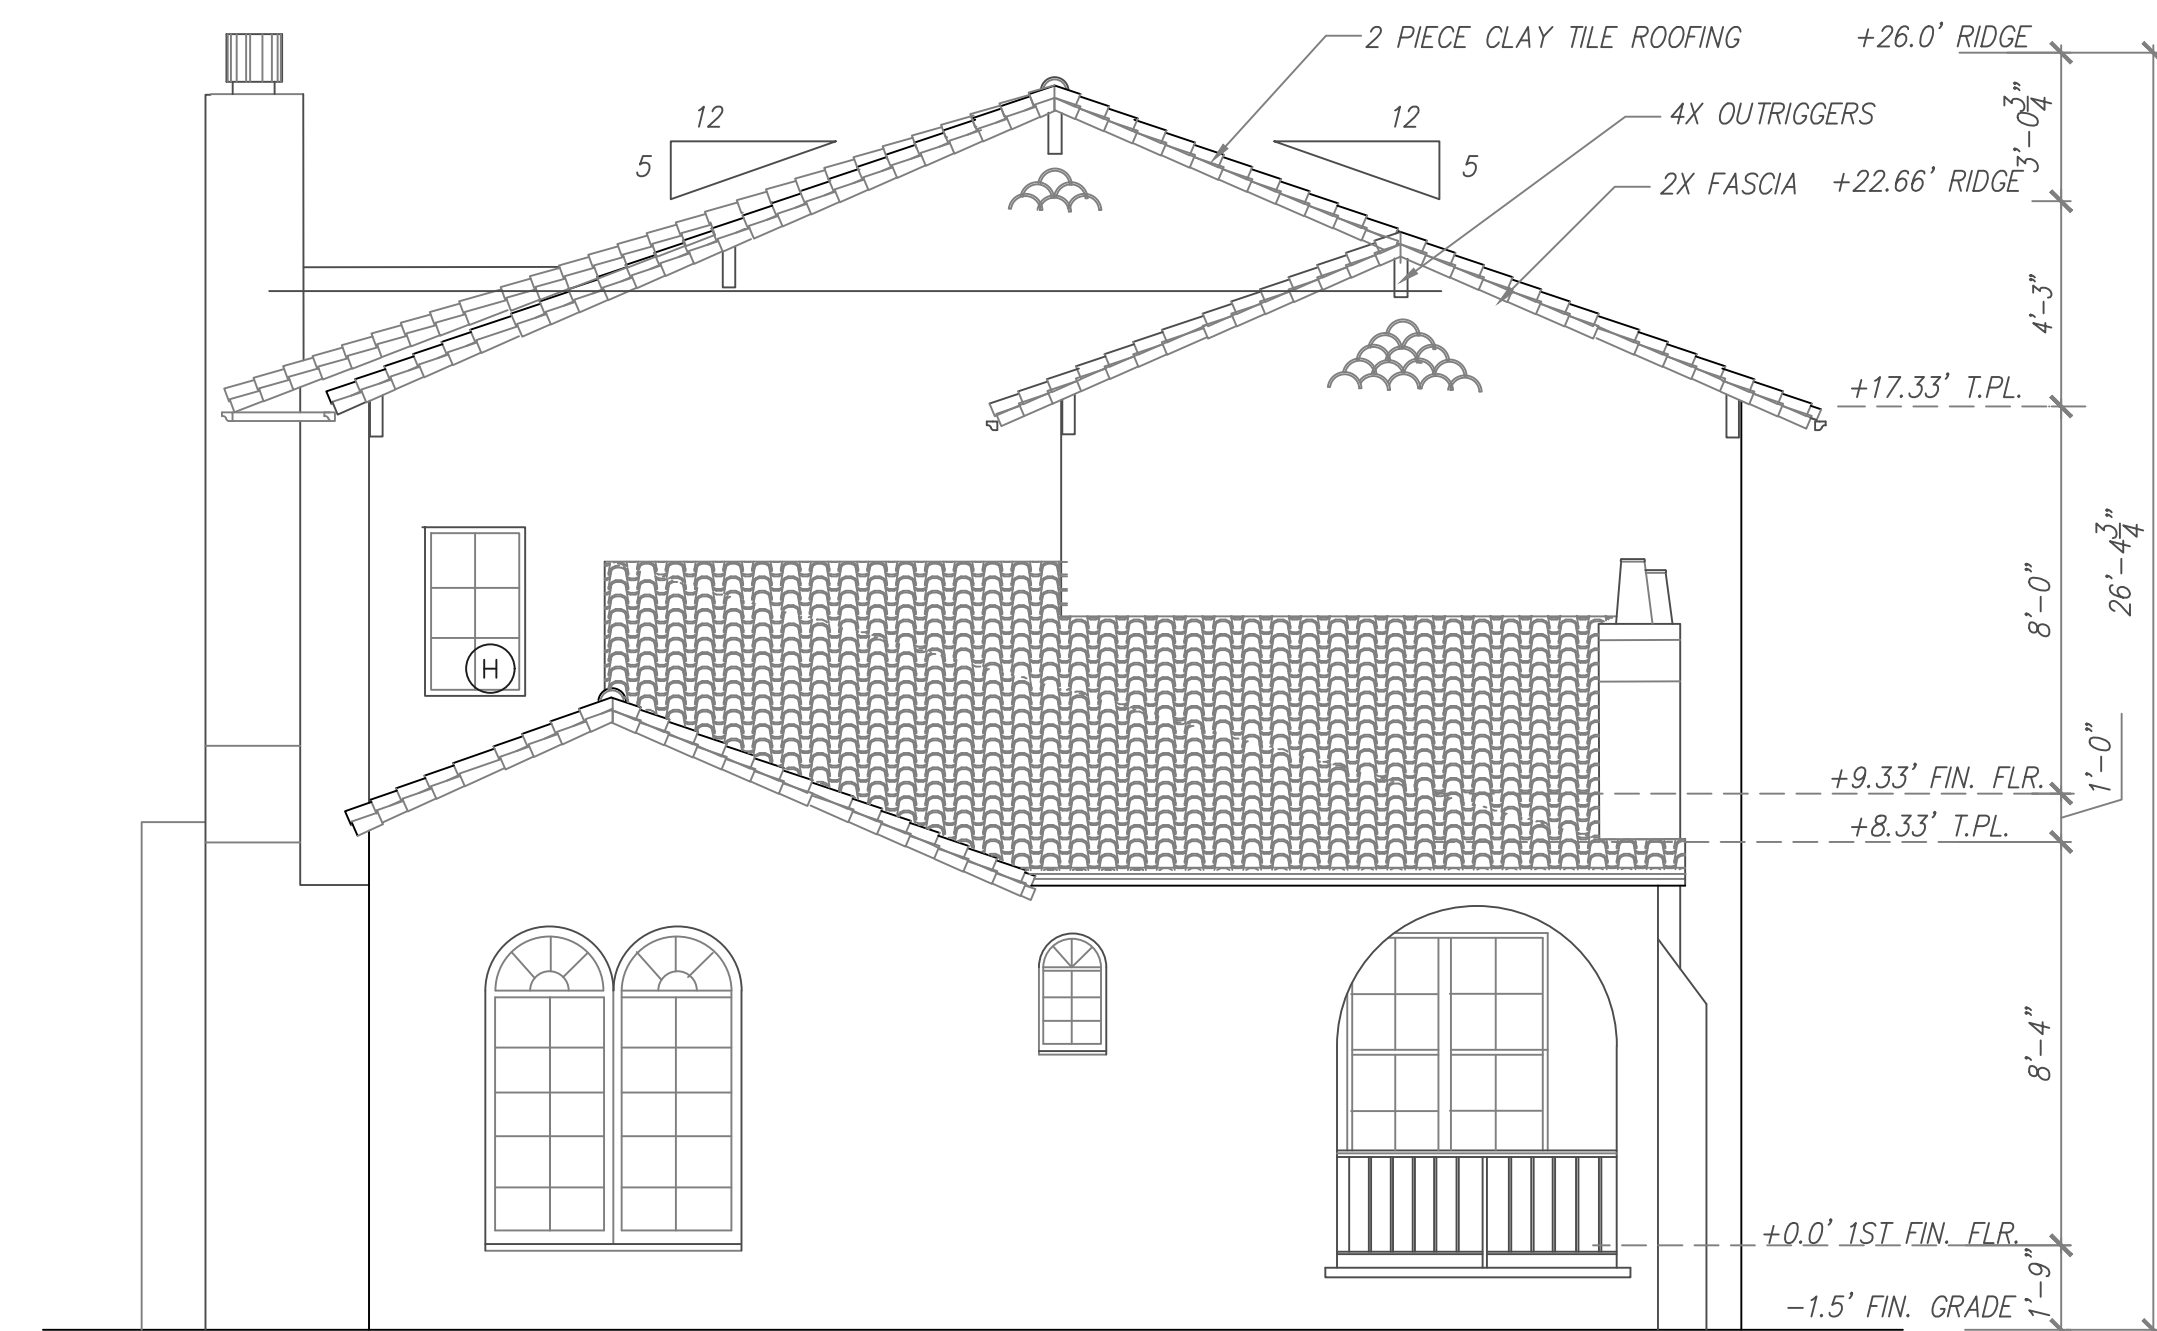 2 PIECE CLAY TILE ROOFING
+26.0' RIDGE
12
12
4X OUTRIGGERS
3'-0 3/4"
5
5
2X FASCIA
+22.66' RIDGE
4'-3"
+17.33' T.PL.
8'-0"
26'-4 3/4"
H
1'-0"
+9.33' FIN. FLR.
+8.33' T.PL.
8'-4"
+0.0' 1ST FIN. FLR.
1'-9"
-1.5' FIN. GRADE